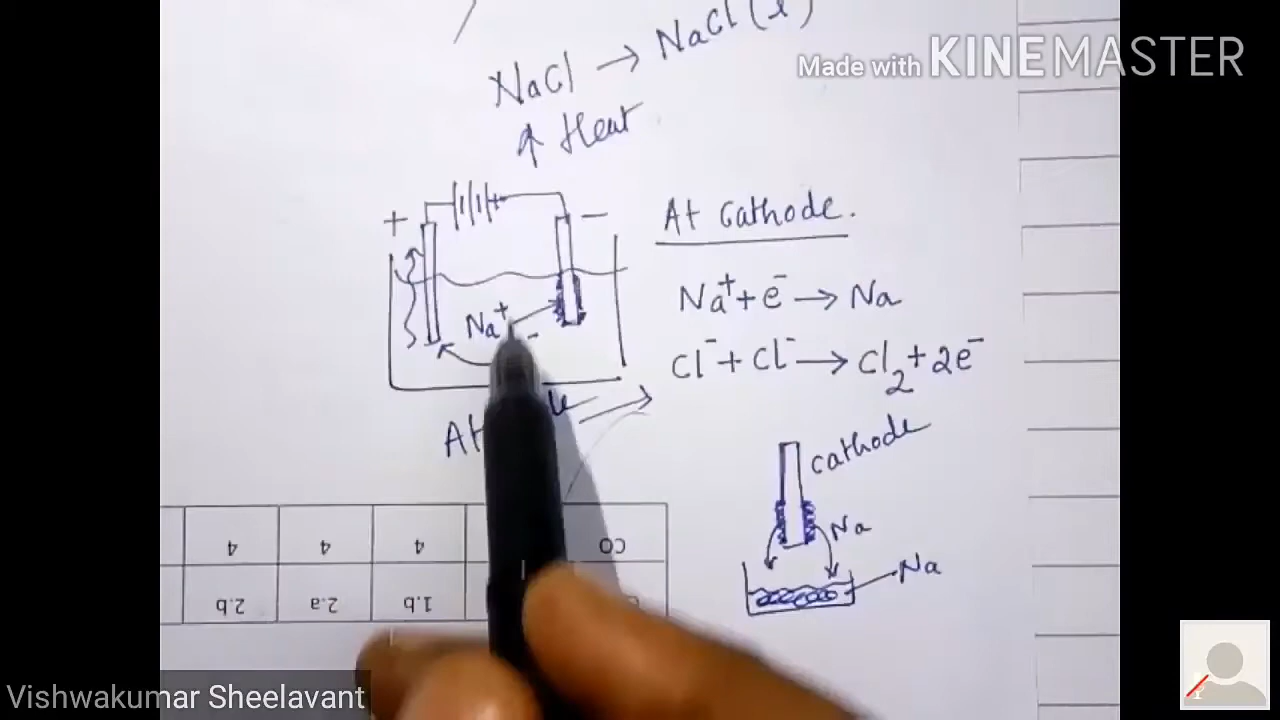 NaCl → NaCl (l)
Made with KINEMASTER
↑ Heat
+ −
At Cathode.
Na⁺ + e⁻ → Na
Na⁺
Cl⁻ + Cl⁻ → Cl₂ + 2e⁻
At
cathode
Na
Na
CO
4 4 4
1.b 2.a 2.b
Vishwakumar Sheelavant